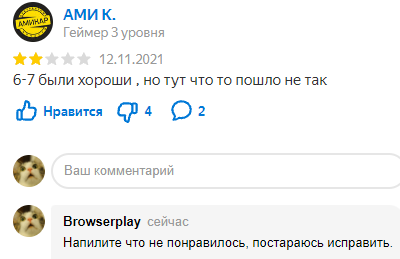 АМИКАР
АМИ К.
Геймер 3 уровня
12.11.2021
6-7 были хороши , но тут что то пошло не так
Нравится
4
2
Ваш комментарий
Browserplay сейчас
Напилите что не понравилось, постараюсь исправить.